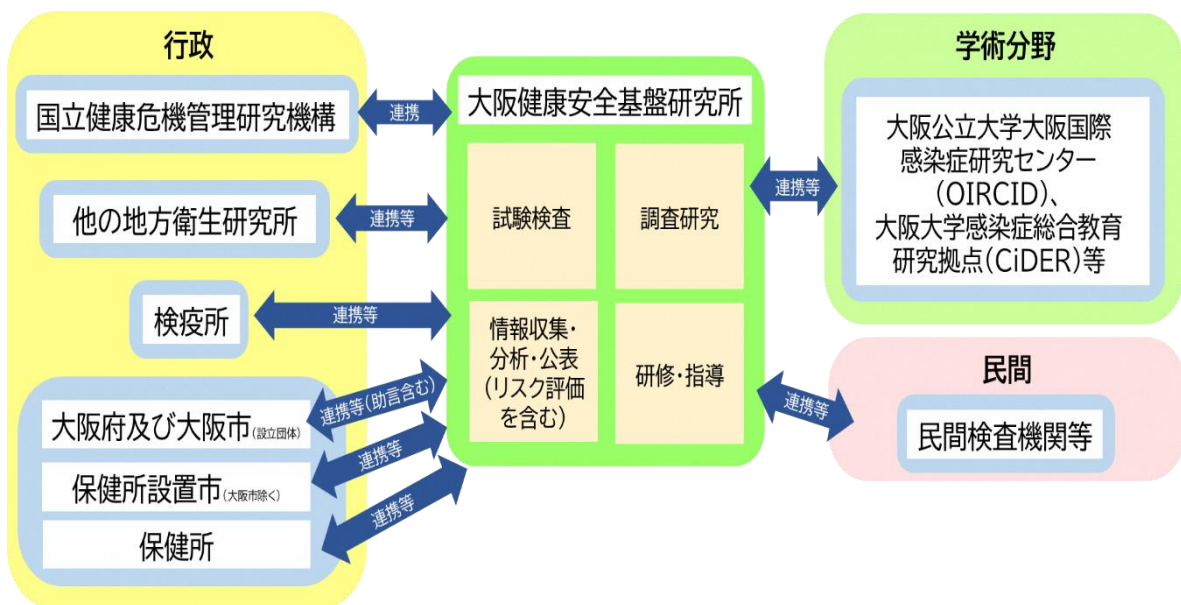 行政
国立健康危機管理研究機構
連携
他の地方衛生研究所
連携等
検疫所
連携等
大阪府及び大阪市(設立団体)
連携等(助言含む)
保健所設置市(大阪市除く)
連携等
保健所
連携等
大阪健康安全基盤研究所
試験検査
調査研究
情報収集・
分析・公表
(リスク評価
を含む)
研修・指導
連携等
学術分野
大阪公立大学大阪国際
感染症研究センター
(OIRCID)、
大阪大学感染症総合教育
研究拠点(CiDER)等
連携等
民間
民間検査機関等